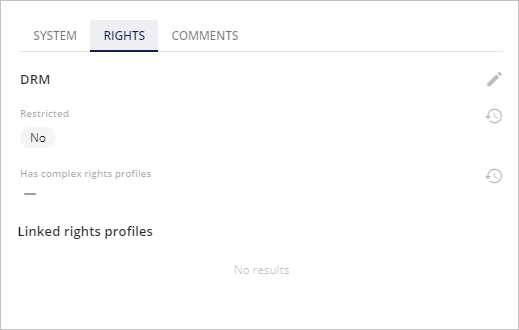 SYSTEM RIGHTS COMMENTS
DRM
Restricted
No
Has complex rights profiles
—
Linked rights profiles
No results